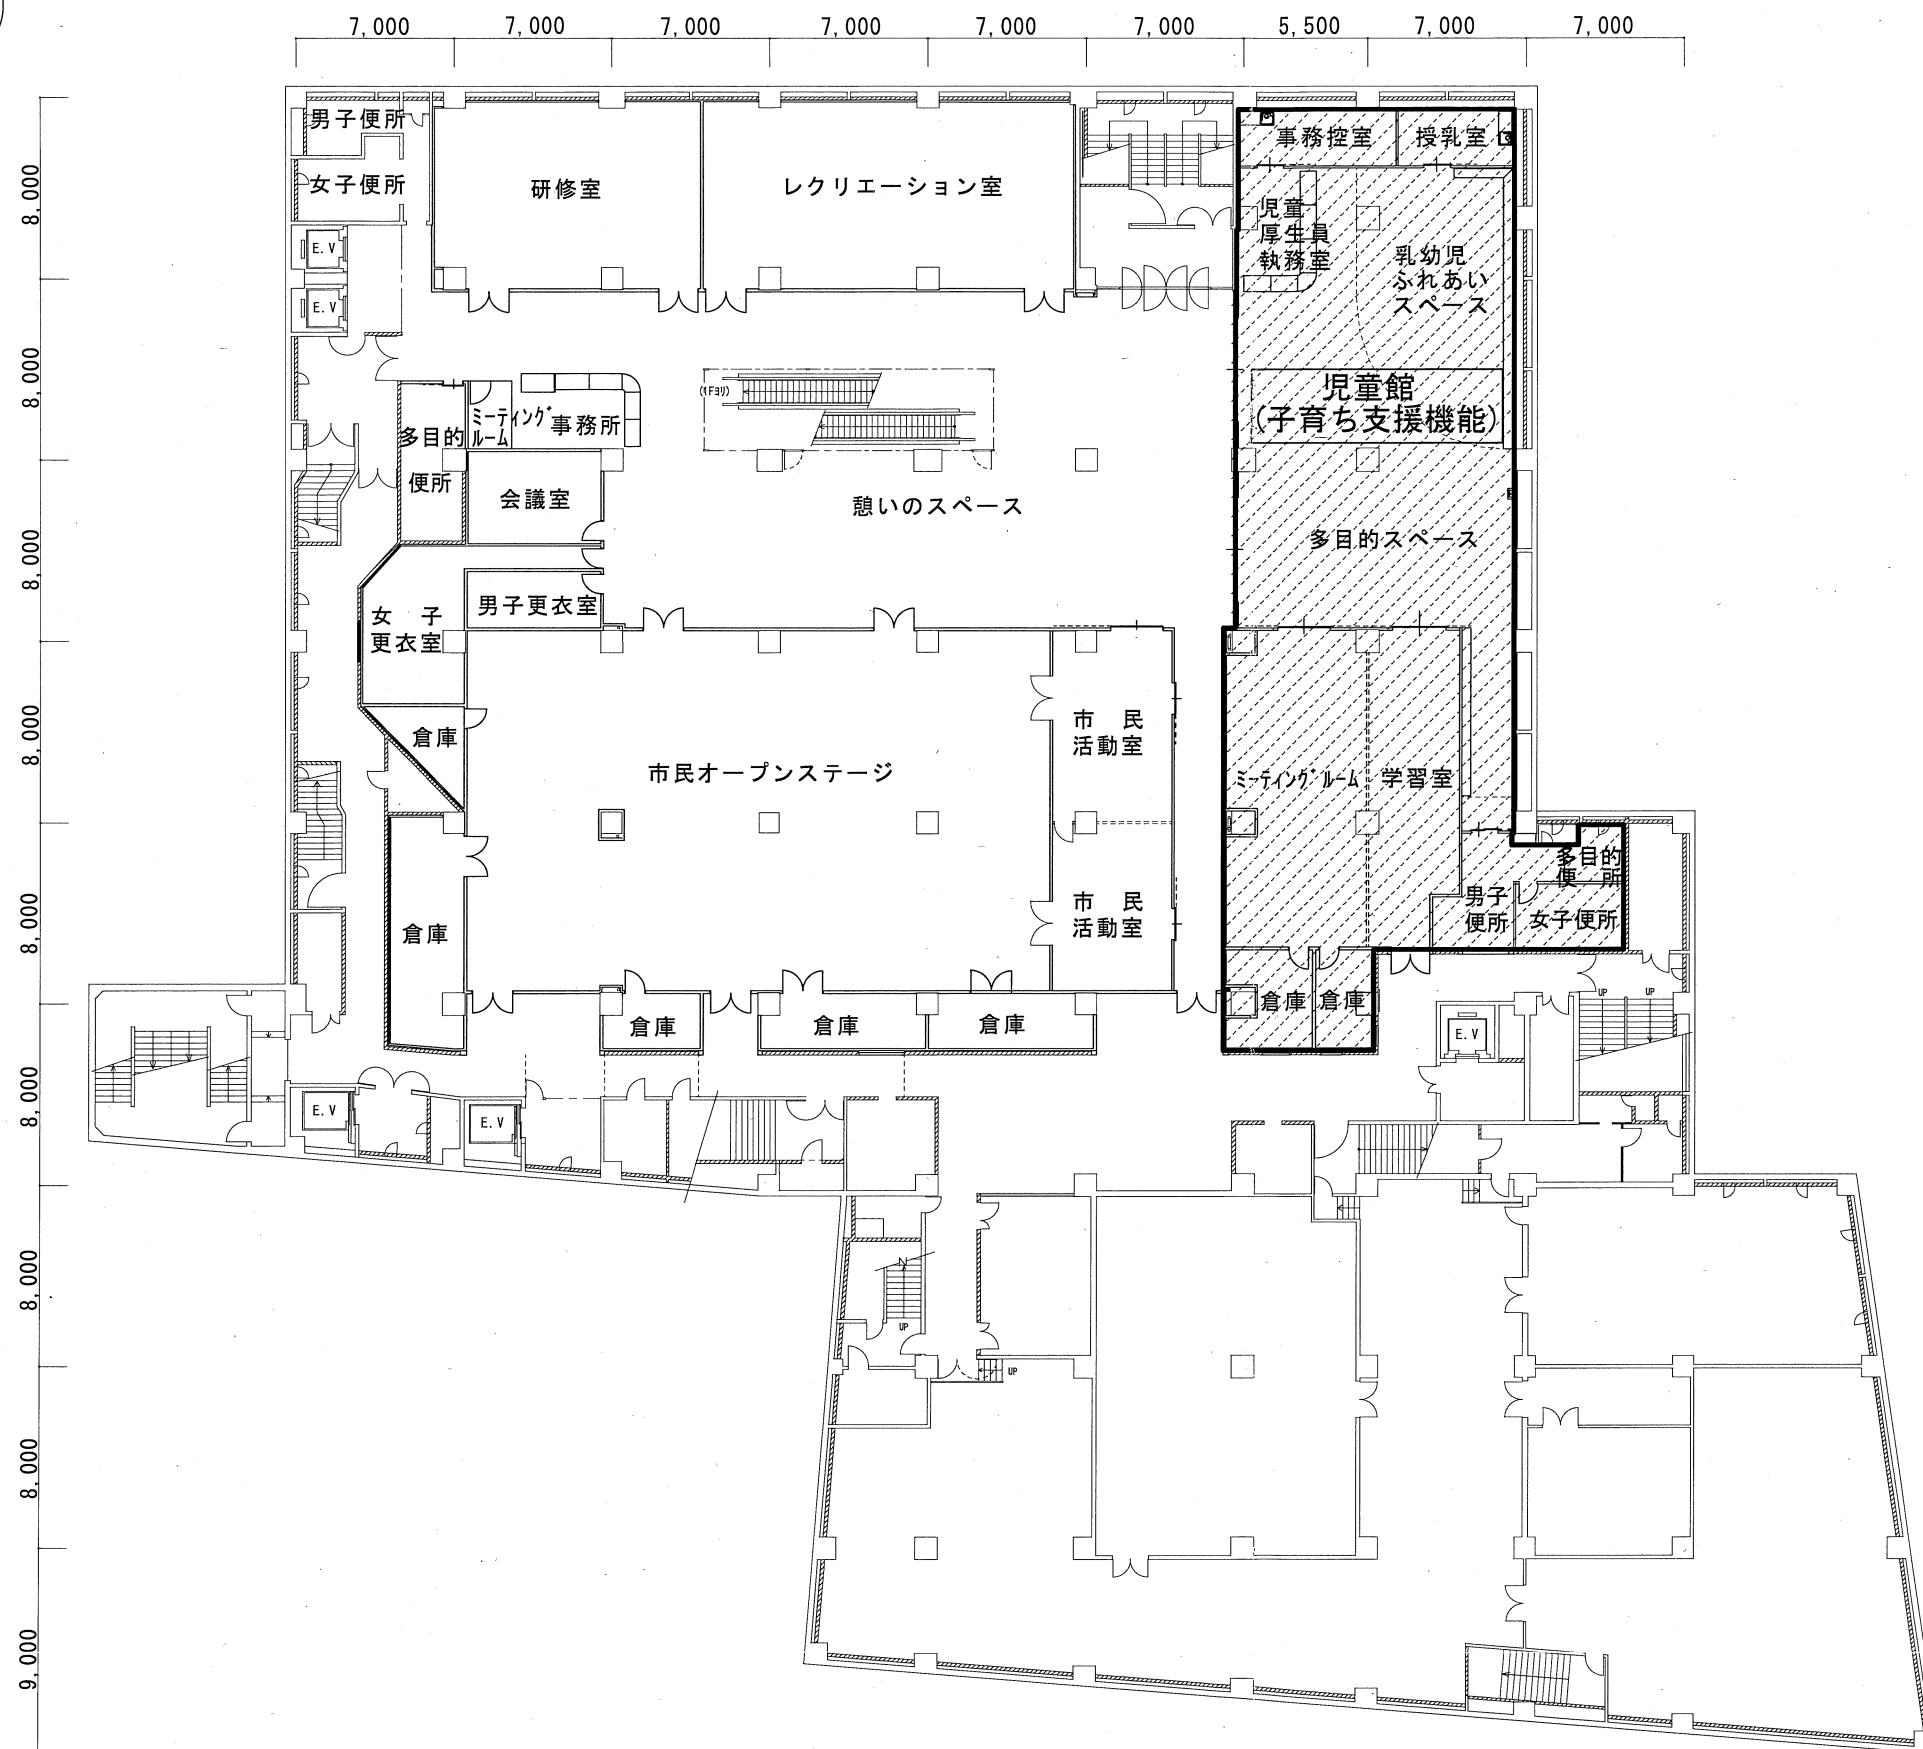 7,000 7,000 7,000 7,000 7,000 7,000 5,500 7,000 7,000
8,000
8,000
8,000
8,000
8,000
8,000
8,000
8,000
9,000
男子便所
女子便所
E.V
E.V
研修室
レクリエーション室
事務控室
授乳室
児童
厚生員
執務室
乳幼児
ふれあい
スペース
児童館
(子育ち支援機能)
(1Fヨリ)
ミーティング
ルーム
事務所
多目的
便所
会議室
憩いのスペース
多目的スペース
男子更衣室
女 子
更衣室
倉庫
市民オープンステージ
市 民
活動室
ミーティングルーム
学習室
倉庫
市 民
活動室
多目的
便 所
男子
便所
女子便所
倉庫
倉庫
倉庫
倉庫
倉庫
UP
UP
E.V
E.V
E.V
UP
UP